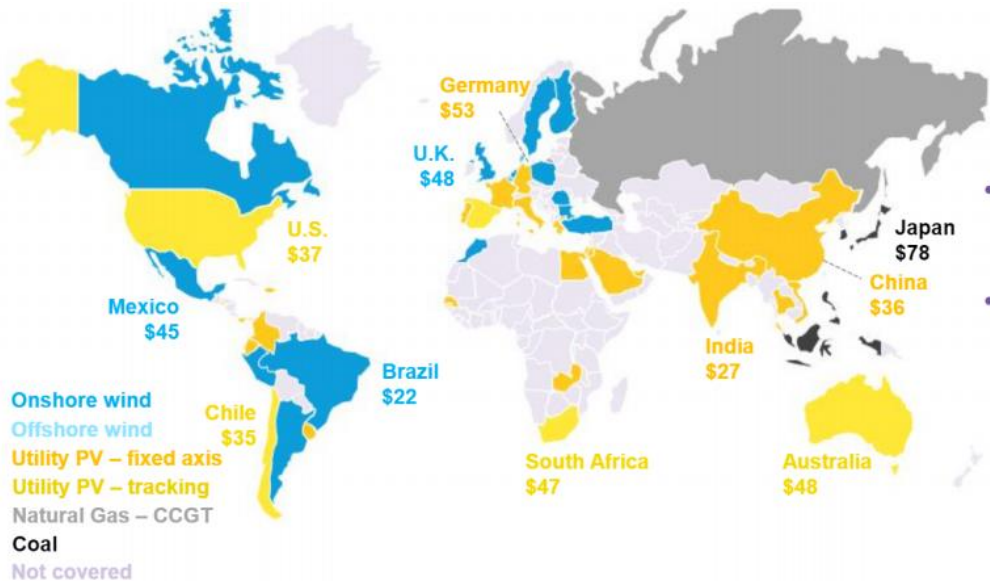 Germany
$53
U.K.
$48
U.S.
$37
Japan
$78
China
$36
Mexico
$45
India
$27
Brazil
$22
Chile
$35
South Africa
$47
Australia
$48
Onshore wind
Offshore wind
Utility PV – fixed axis
Utility PV – tracking
Natural Gas – CCGT
Coal
Not covered